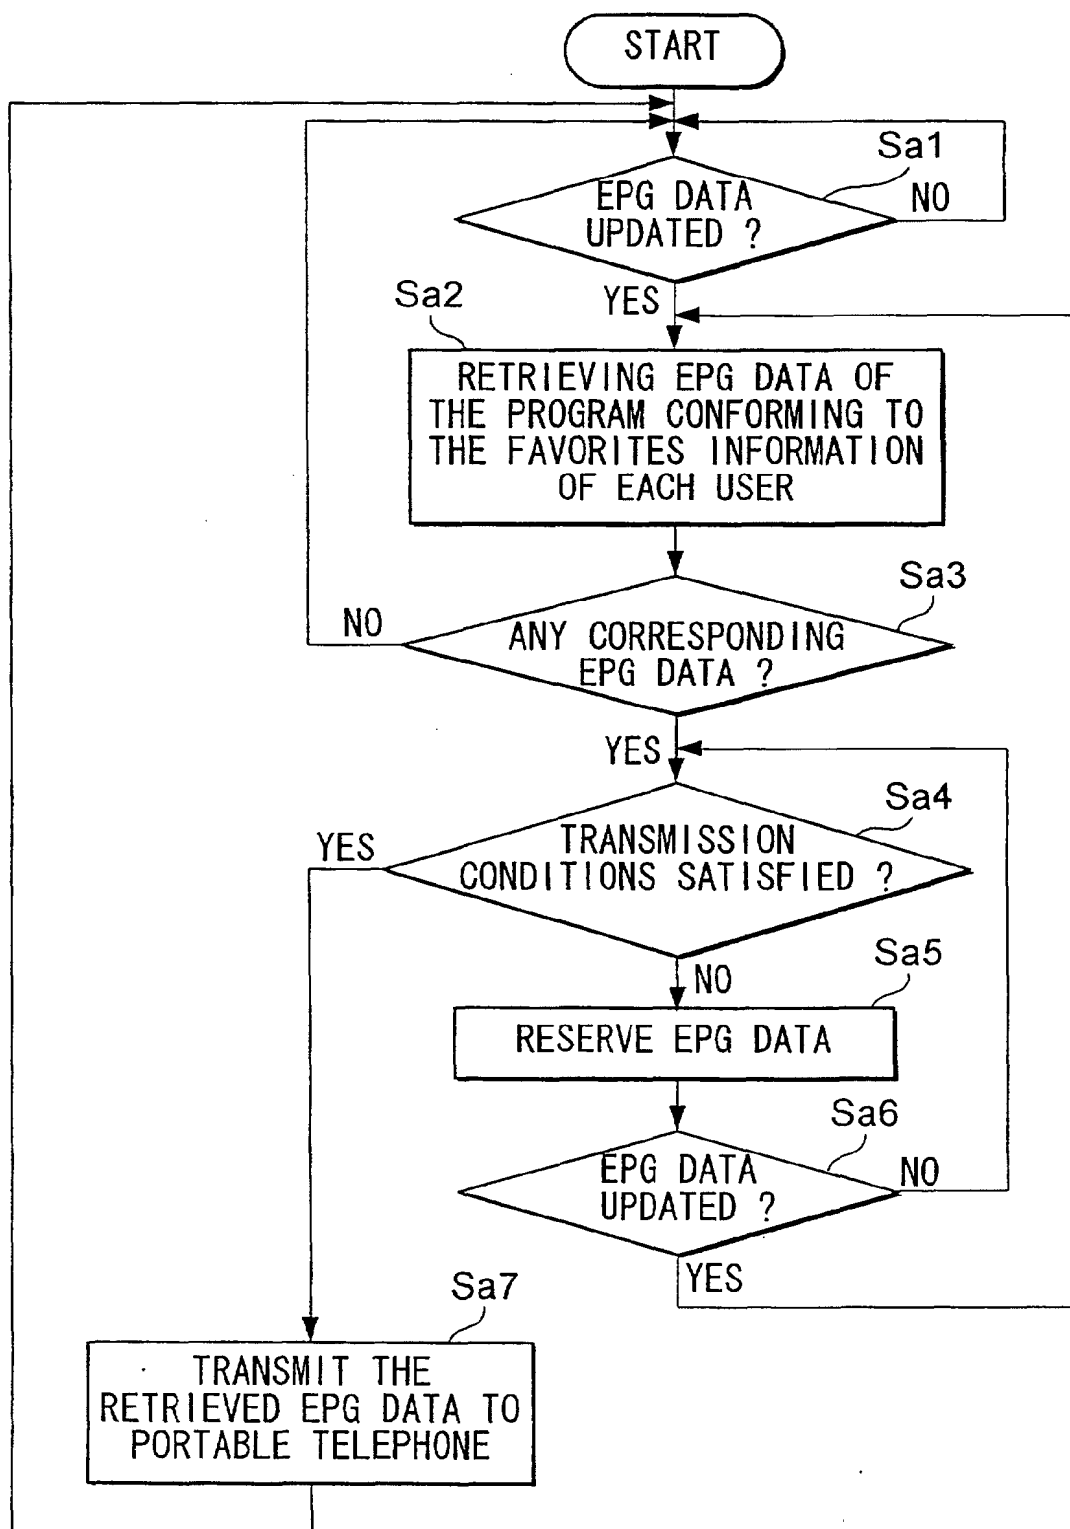 START
Sa1
EPG DATA
UPDATED ?
NO
YES
Sa2
RETRIEVING EPG DATA OF
THE PROGRAM CONFORMING TO
THE FAVORITES INFORMATION
OF EACH USER
Sa3
NO
ANY CORRESPONDING
EPG DATA ?
YES
Sa4
YES
TRANSMISSION
CONDITIONS SATISFIED ?
NO
Sa5
RESERVE EPG DATA
Sa6
EPG DATA
UPDATED ?
NO
YES
Sa7
TRANSMIT THE
RETRIEVED EPG DATA TO
PORTABLE TELEPHONE